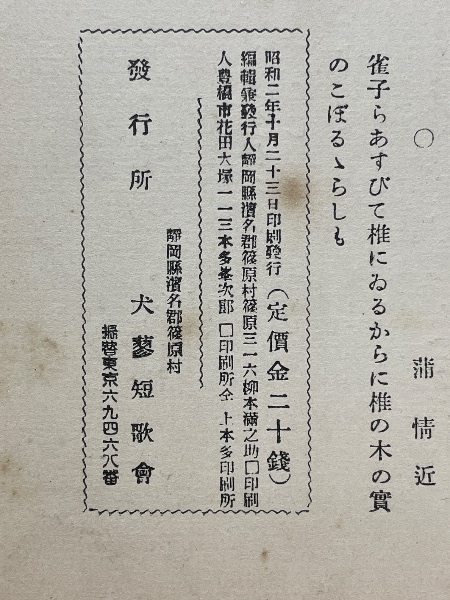 蒲情近
〇
雀子らあすびて椎にゐるからに椎の木の實
のこぼるゝらしも
昭和二年十月二十三日印刷發行（定價金二十錢）
編輯兼發行人靜岡縣濱名郡篠原村篠原三一六柳本滿之助□印刷
人豊橋市花田大塚一一三本多峯次郎□印刷所仝上本多印刷所
靜岡縣濱名郡篠原村
發行所 犬蓼短歌會
振替東京六九四六八番